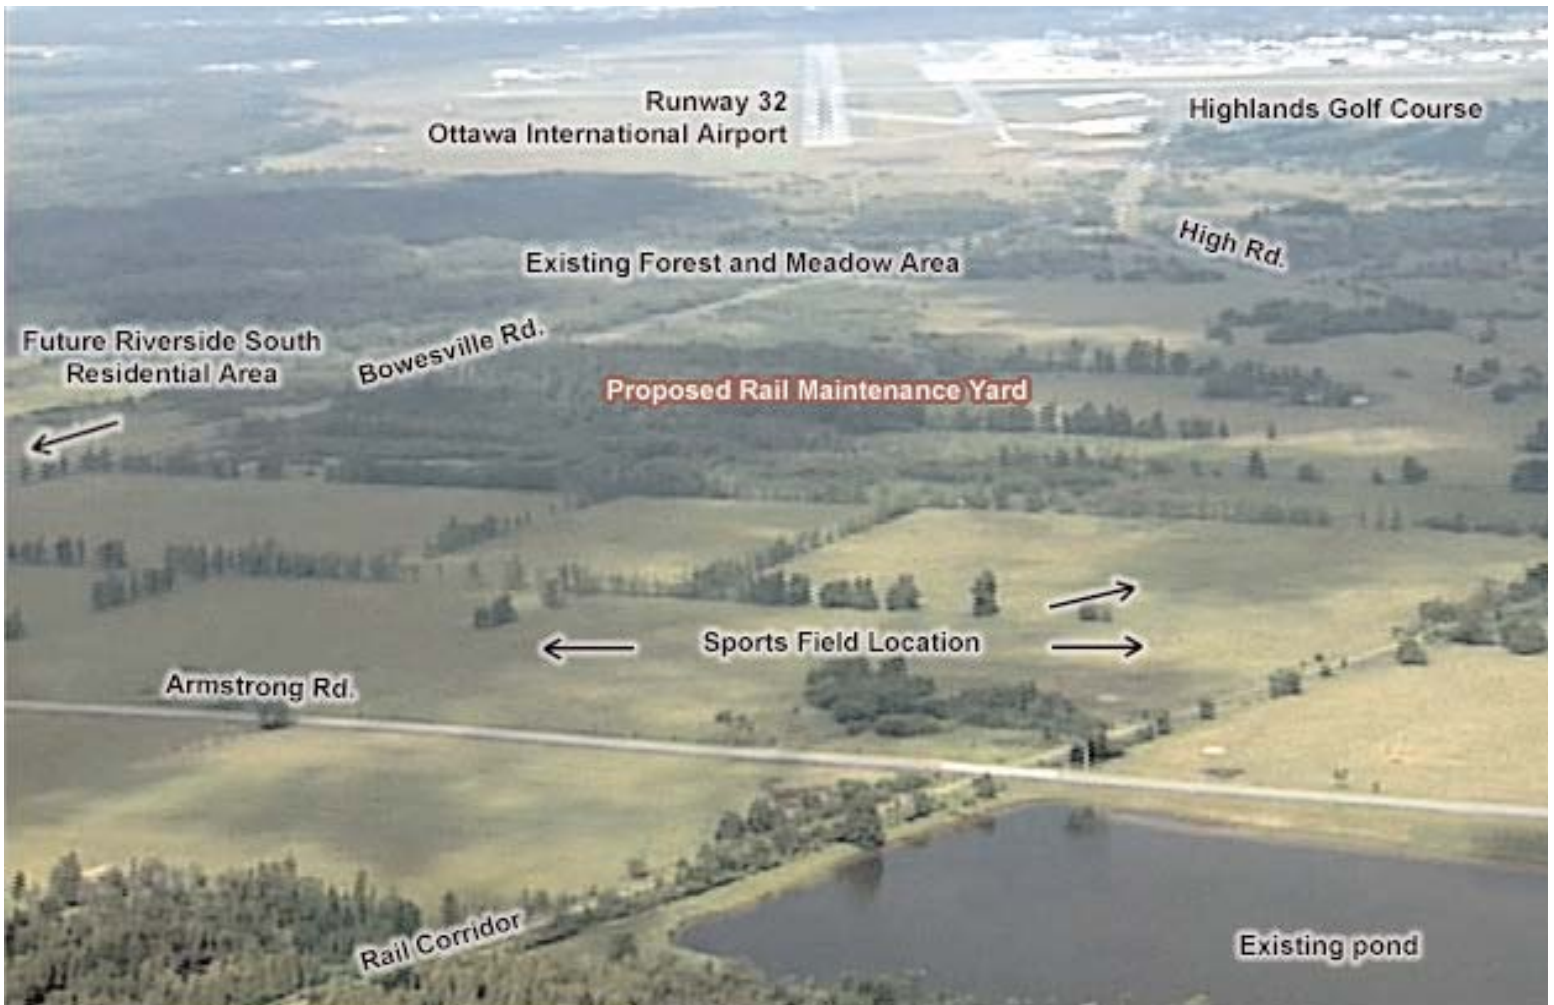 Runway 32
Ottawa International Airport
Highlands Golf Course
High Rd.
Existing Forest and Meadow Area
Future Riverside South
Residential Area
Bowesville Rd.
Proposed Rail Maintenance Yard
Sports Field Location
Armstrong Rd.
Rail Corridor
Existing pond